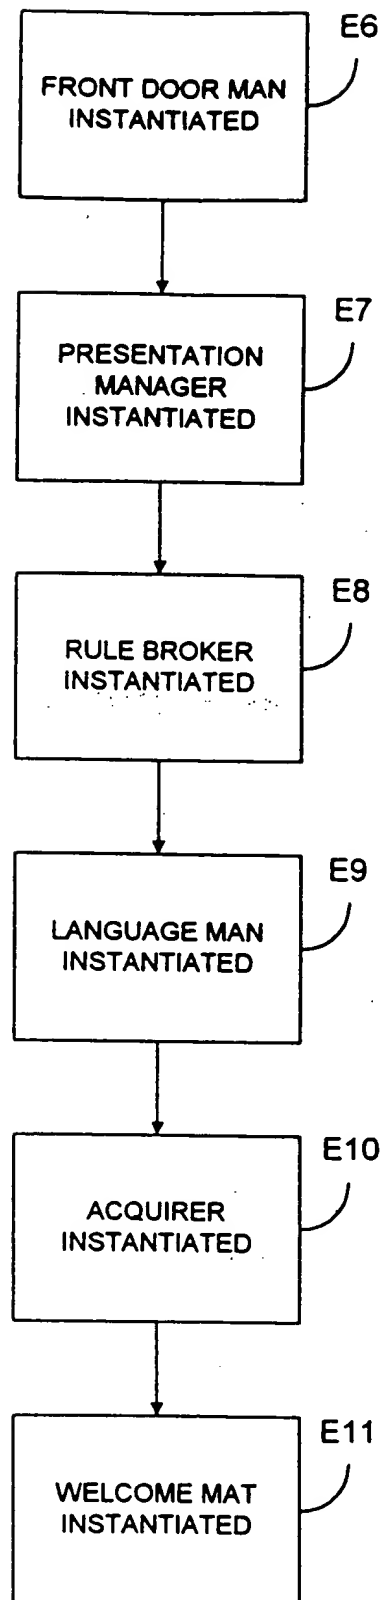 E6
FRONT DOOR MAN
INSTANTIATED
E7
PRESENTATION
MANAGER
INSTANTIATED
E8
RULE BROKER
INSTANTIATED
E9
LANGUAGE MAN
INSTANTIATED
E10
ACQUIRER
INSTANTIATED
E11
WELCOME MAT
INSTANTIATED